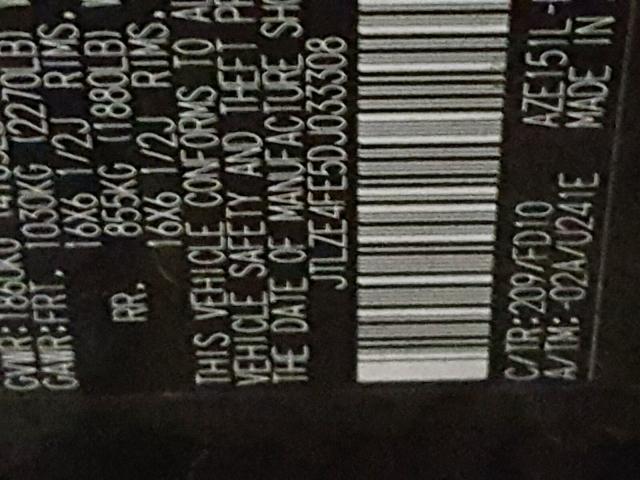 GVWR:1860KG
GAWR:FRT. 1030KG (2270LB)
16X6 1/2J RIMS,
RR. 855KG (1880LB)
16X6 1/2J RIMS,
THIS VEHICLE CONFORMS TO AL
VEHICLE SAFETY AND THEFT PR
THE DATE OF MANUFACTURE SHO
JTLZE4FE5DJ033308
C/TR:209/FD10 AZE151L-
A/TM:-02A/U241E MADE IN